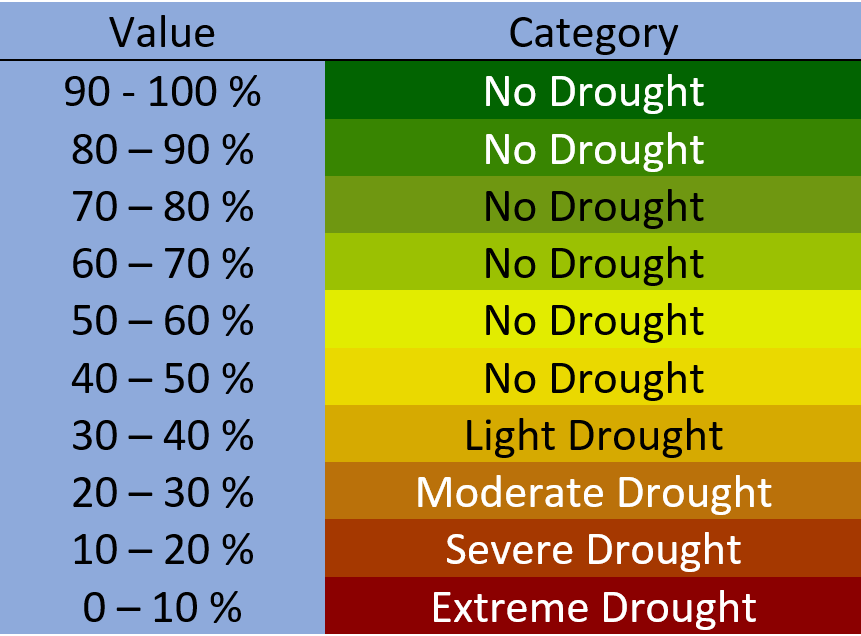 Value Category
90 - 100 % No Drought
80 – 90 % No Drought
70 – 80 % No Drought
60 – 70 % No Drought
50 – 60 % No Drought
40 – 50 % No Drought
30 – 40 % Light Drought
20 – 30 % Moderate Drought
10 – 20 % Severe Drought
0 – 10 % Extreme Drought